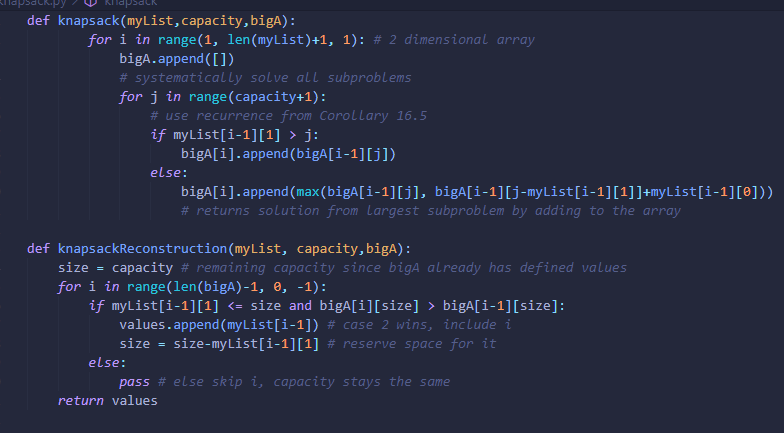 knapsack.py > knapsack
def knapsack(myList,capacity,bigA):
        for i in range(1, len(myList)+1, 1): # 2 dimensional array
            bigA.append([])
            # systematically solve all subproblems
            for j in range(capacity+1):
                # use recurrence from Corollary 16.5
                if myList[i-1][1] > j:
                    bigA[i].append(bigA[i-1][j])
                else:
                    bigA[i].append(max(bigA[i-1][j], bigA[i-1][j-myList[i-1][1]]+myList[i-1][0]))
                    # returns solution from largest subproblem by adding to the array

def knapsackReconstruction(myList, capacity,bigA):
    size = capacity # remaining capacity since bigA already has defined values
    for i in range(len(bigA)-1, 0, -1):
        if myList[i-1][1] <= size and bigA[i][size] > bigA[i-1][size]:
            values.append(myList[i-1]) # case 2 wins, include i
            size = size-myList[i-1][1] # reserve space for it
        else:
            pass # else skip i, capacity stays the same
    return values